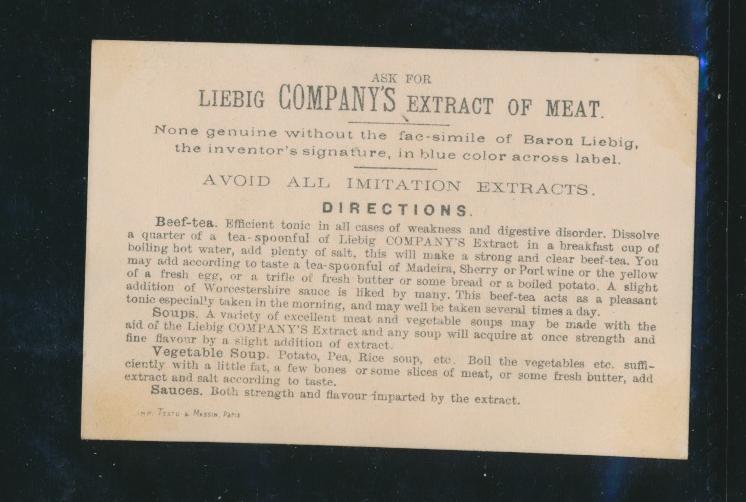 ASK FOR
LIEBIG COMPANY'S EXTRACT OF MEAT.
None genuine without the fac-simile of Baron Liebig,
the inventor's signature, in blue color across label.
AVOID ALL IMITATION EXTRACTS.
DIRECTIONS.
Beef-tea. Efficient tonic in all cases of weakness and digestive disorder. Dissolve
a quarter of a tea-spoonful of Liebig COMPANY'S Extract in a breakfast cup of
boiling hot water, add plenty of salt, this will make a strong and clear beef-tea. You
may add according to taste a tea-spoonful of Madeira, Sherry or Port wine or the yellow
of a fresh egg, or a trifle of fresh butter or some bread or a boiled potato. A slight
addition of Worcestershire sauce is liked by many. This beef-tea acts as a pleasant
tonic especially taken in the morning, and may well be taken several times a day.
Soups. A variety of excellent meat and vegetable soups may be made with the
aid of the Liebig COMPANY'S Extract and any soup will acquire at once strength and
fine flavour by a slight addition of extract.
Vegetable Soup. Potato, Pea, Rice soup, etc. Boil the vegetables etc. suffi-
ciently with a little fat, a few bones or some slices of meat, or some fresh butter, add
extract and salt according to taste.
Sauces. Both strength and flavour imparted by the extract.
IMP. TESTU & MASSIN, PARIS